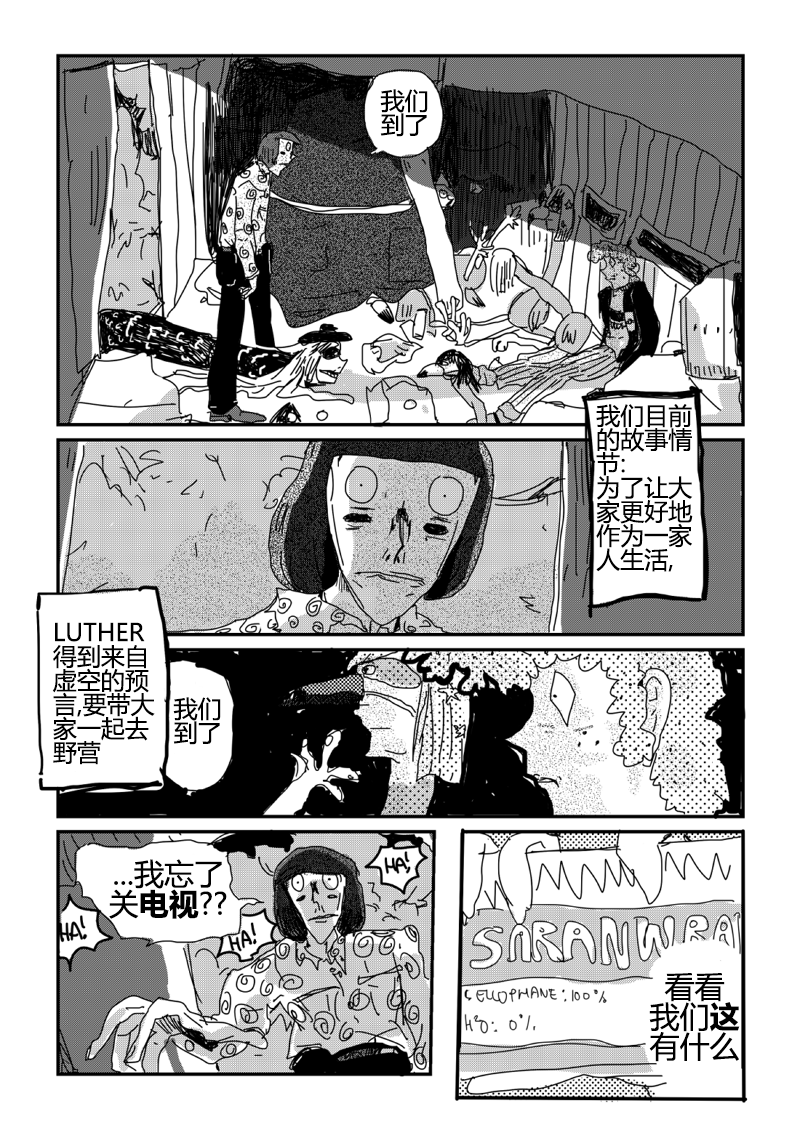 我们
到了
我们目前
的故事情
节:
为了让大
家更好地
作为一家
人生活,
LUTHER
得到来自
虚空的预
言,要带大
家一起去
野营
我们
到了
...我忘了
关电视??
HA!
HA!
HA!
SARANWRA
CELLOPHANE: 100%
H2O: 0%
看看
我们这
有什么